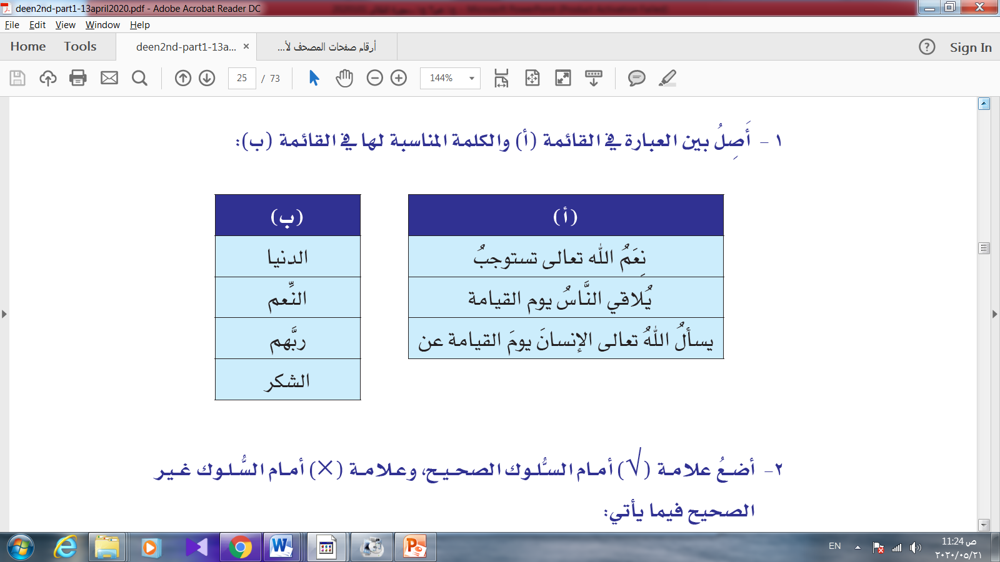 deen2nd-part1-13april2020.pdf - Adobe Acrobat Reader DC
File Edit View Window Help
Home Tools deen2nd-part1-13a... × أرقام صفحات المصحف لأ... Sign In
25 / 73 144%
١ - أَصِلُ بين العبارة في القائمة (أ) والكلمة المناسبة لها في القائمة (ب):
(أ) (ب)
نِعَمُ الله تعالى تستوجبُ الدنيا
يُلاقي النَّاسُ يوم القيامة النِّعم
يسألُ اللهُ تعالى الإنسانَ يومَ القيامة عن ربَّهم
الشكر
٢- أضعُ علامة (√) أمام السُّلوك الصحيح، وعلامة (×) أمام السُّلوك غير
الصحيح فيما يأتي:
EN 11:24 ص
٢٠٢٠/٠٥/٢١